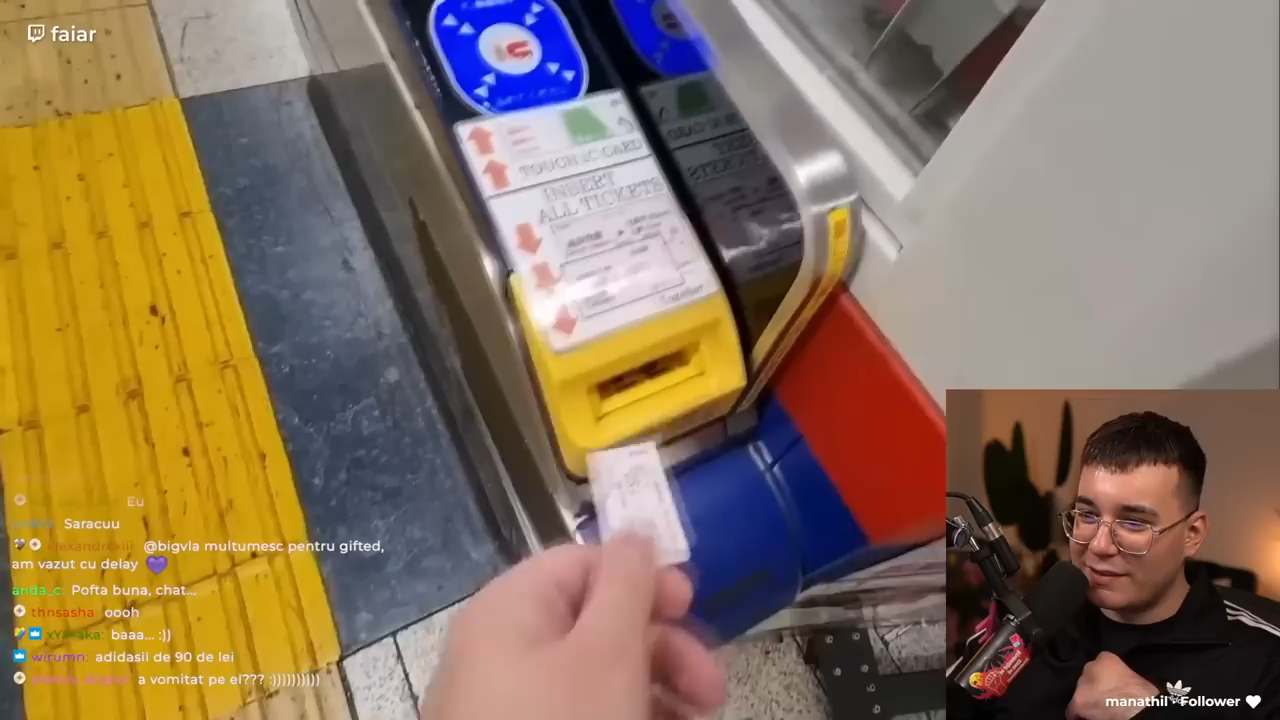 faiar
TOUCH IC CARD
INSERT
ALL TICKETS
Together
Eu
Saracuu
@bigvla multumesc pentru gifted,
am vazut cu delay
anda_c: Pofta buna, chat...
thnsasha: oooh
baaa... :))
wirumn: adidasii de 90 de lei
a vomitat pe el??? :))))))))))
manathil Follower